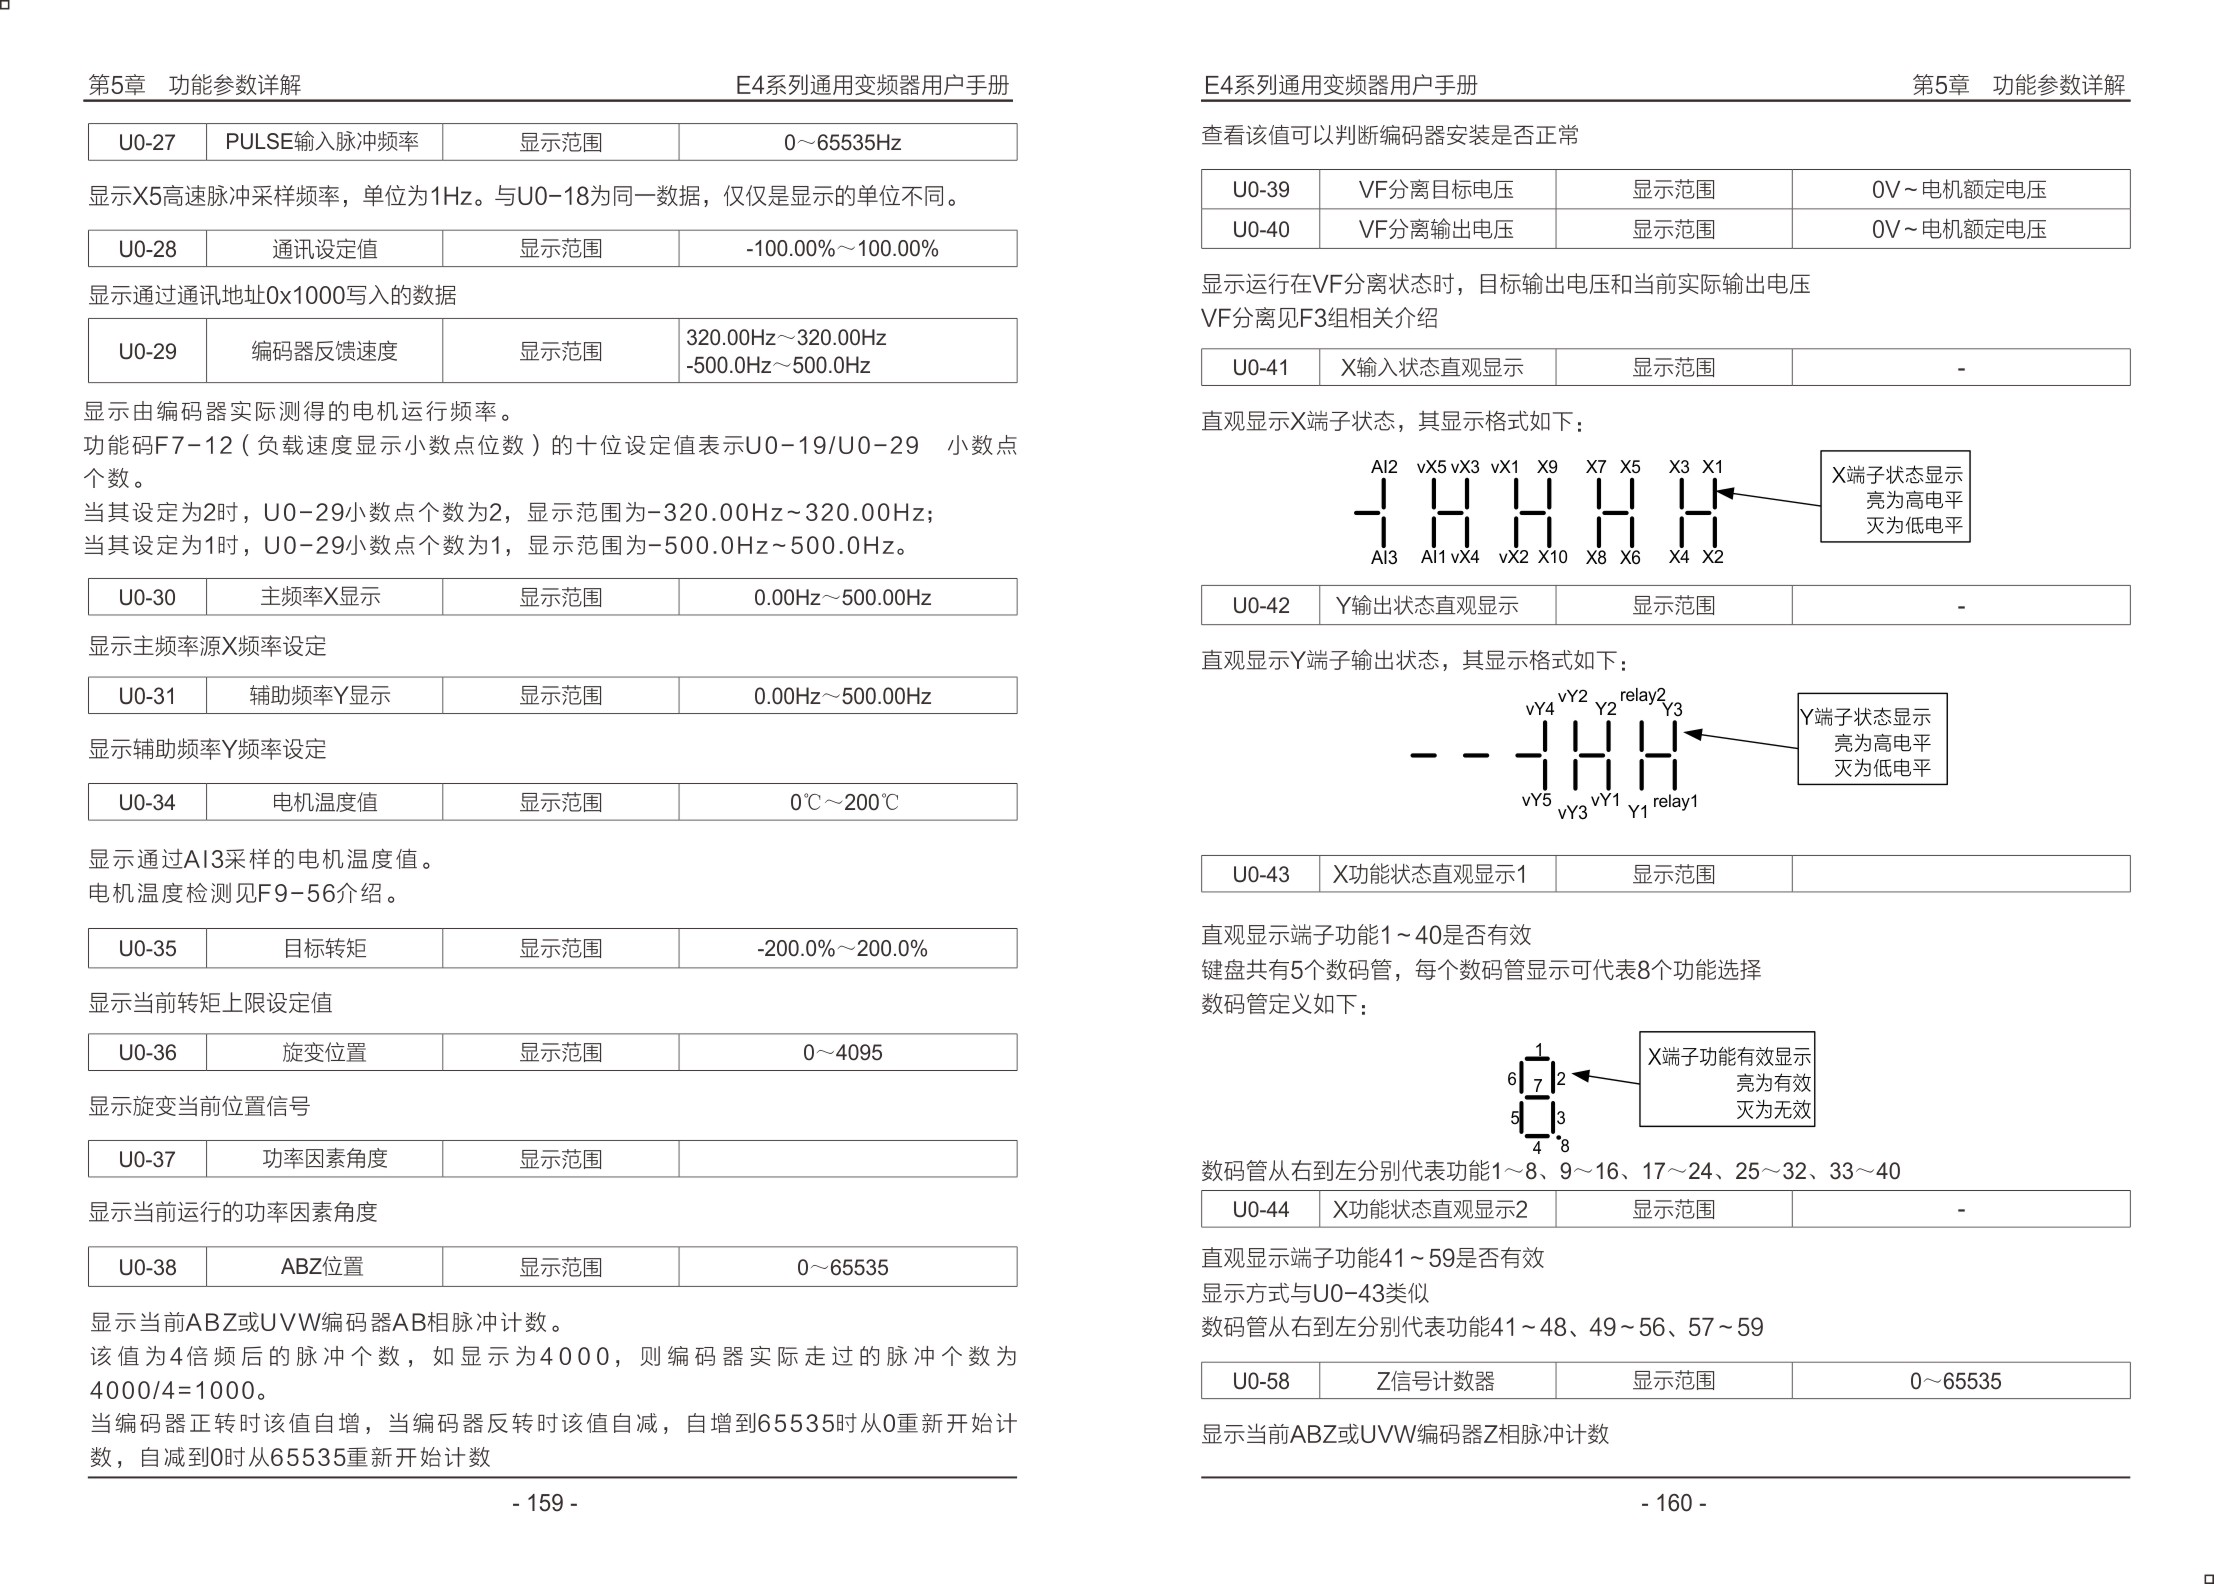 第5章　功能参数详解　E4系列通用变频器用户手册
U0-27　PULSE输入脉冲频率　显示范围　0～65535Hz
显示X5高速脉冲采样频率，单位为1Hz。与U0-18为同一数据，仅仅是显示的单位不同。
U0-28　通讯设定值　显示范围　-100.00%～100.00%
显示通过通讯地址0x1000写入的数据
U0-29　编码器反馈速度　显示范围　320.00Hz～320.00Hz
-500.0Hz～500.0Hz
显示由编码器实际测得的电机运行频率。
功能码F7-12（负载速度显示小数点位数）的十位设定值表示U0-19/U0-29　小数点
个数。
当其设定为2时，U0-29小数点个数为2，显示范围为-320.00Hz~320.00Hz；
当其设定为1时，U0-29小数点个数为1，显示范围为-500.0Hz~500.0Hz。
U0-30　主频率X显示　显示范围　0.00Hz～500.00Hz
显示主频率源X频率设定
U0-31　辅助频率Y显示　显示范围　0.00Hz～500.00Hz
显示辅助频率Y频率设定
U0-34　电机温度值　显示范围　0℃～200℃
显示通过AI3采样的电机温度值。
电机温度检测见F9-56介绍。
U0-35　目标转矩　显示范围　-200.0%～200.0%
显示当前转矩上限设定值
U0-36　旋变位置　显示范围　0～4095
显示旋变当前位置信号
U0-37　功率因素角度　显示范围
显示当前运行的功率因素角度
U0-38　ABZ位置　显示范围　0～65535
显示当前ABZ或UVW编码器AB相脉冲计数。
该值为4倍频后的脉冲个数，如显示为4000，则编码器实际走过的脉冲个数为
4000/4=1000。
当编码器正转时该值自增，当编码器反转时该值自减，自增到65535时从0重新开始计
数，自减到0时从65535重新开始计数
- 159 -
E4系列通用变频器用户手册　第5章　功能参数详解
查看该值可以判断编码器安装是否正常
U0-39　VF分离目标电压　显示范围　0V~电机额定电压
U0-40　VF分离输出电压　显示范围　0V~电机额定电压
显示运行在VF分离状态时，目标输出电压和当前实际输出电压
VF分离见F3组相关介绍
U0-41　X输入状态直观显示　显示范围　-
直观显示X端子状态，其显示格式如下：
AI2 vX5 vX3 vX1 X9 X7 X5 X3 X1
X端子状态显示
亮为高电平
灭为低电平
AI3 AI1 vX4 vX2 X10 X8 X6 X4 X2
U0-42　Y输出状态直观显示　显示范围　-
直观显示Y端子输出状态，其显示格式如下：
vY4 vY2 Y2 relay2 Y3
Y端子状态显示
亮为高电平
灭为低电平
vY5 vY3 vY1 Y1 relay1
U0-43　X功能状态直观显示1　显示范围
直观显示端子功能1~40是否有效
键盘共有5个数码管，每个数码管显示可代表8个功能选择
数码管定义如下：
1
6 7 2
5 3
4 8
X端子功能有效显示
亮为有效
灭为无效
数码管从右到左分别代表功能1～8、9～16、17～24、25～32、33～40
U0-44　X功能状态直观显示2　显示范围　-
直观显示端子功能41~59是否有效
显示方式与U0-43类似
数码管从右到左分别代表功能41~48、49~56、57~59
U0-58　Z信号计数器　显示范围　0～65535
显示当前ABZ或UVW编码器Z相脉冲计数
- 160 -